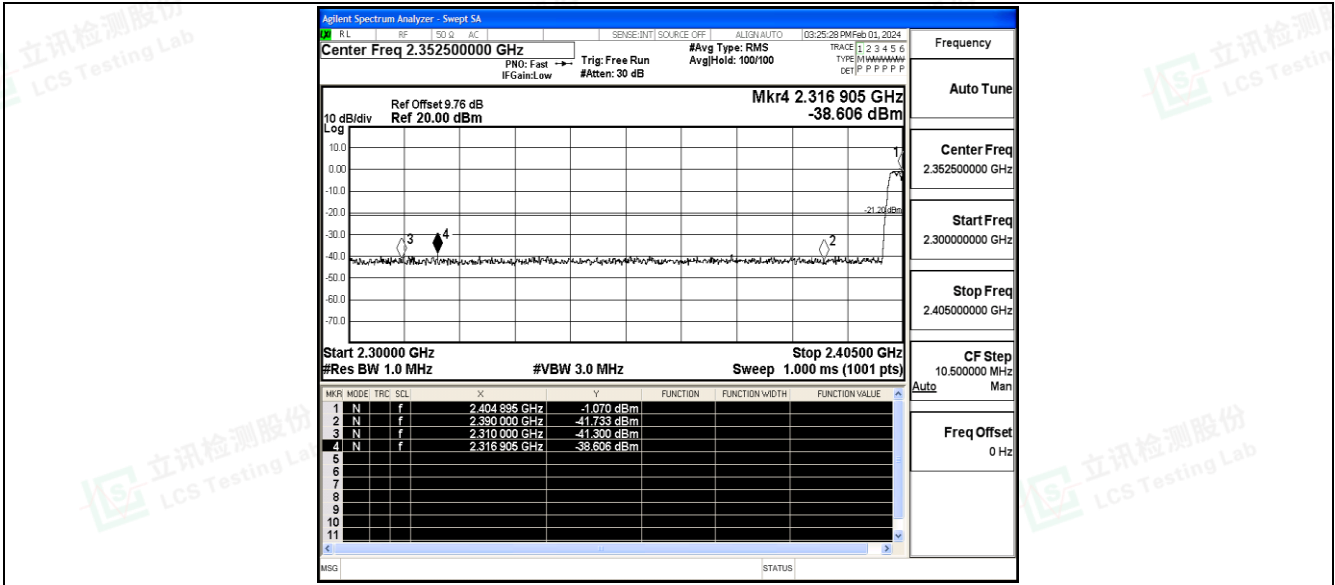 Agilent Spectrum Analyzer - Swept SA
RL RF 50 Ω AC SENSE:INT SOURCE OFF ALIGN AUTO 03:25:28 PM Feb 01, 2024
Center Freq 2.352500000 GHz
PNO: Fast
IFGain:Low
Trig: Free Run
#Atten: 30 dB
#Avg Type: RMS
Avg|Hold: 100/100
TRACE 1 2 3 4 5 6
TYPE M W W W W W
DET P P P P P P
Mkr4 2.316 905 GHz
-38.606 dBm
Ref Offset 9.76 dB
10 dB/div Ref 20.00 dBm
Log
10.0
0.00
-10.0
-20.0
-30.0
-40.0
-50.0
-60.0
-70.0
1
-21.20 dBm
3
4
2
Start 2.30000 GHz Stop 2.40500 GHz
#Res BW 1.0 MHz #VBW 3.0 MHz Sweep 1.000 ms (1001 pts)
MKR MODE TRC SCL X Y FUNCTION FUNCTION WIDTH FUNCTION VALUE
1 N f 2.404 895 GHz -1.070 dBm
2 N f 2.390 000 GHz -41.733 dBm
3 N f 2.310 000 GHz -41.300 dBm
4 N f 2.316 905 GHz -38.606 dBm
5
6
7
8
9
10
11
MSG STATUS
Frequency
Auto Tune
Center Freq
2.352500000 GHz
Start Freq
2.300000000 GHz
Stop Freq
2.405000000 GHz
CF Step
10.500000 MHz
Auto Man
Freq Offset
0 Hz
立讯检测股份
LCS Testing Lab
立讯检测股份
LCS Testing Lab
立讯检测股份
LCS Testing Lab
立讯检测股份
LCS Testing Lab